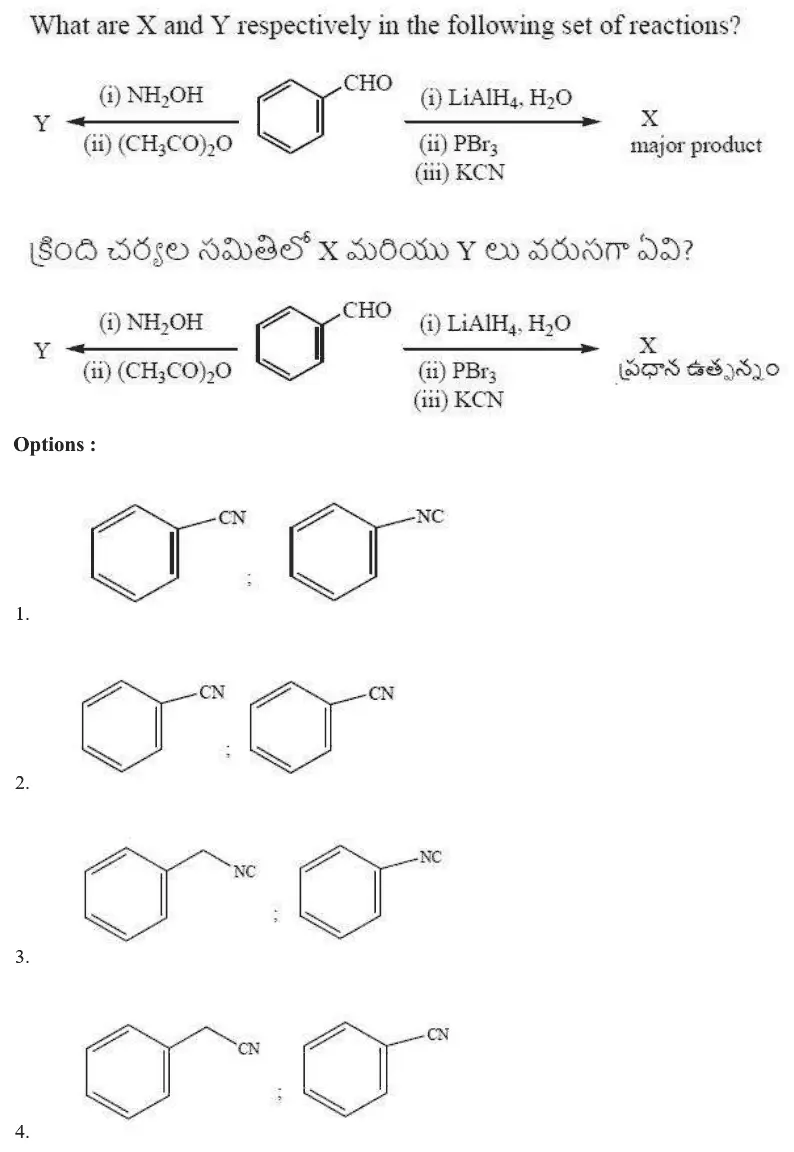 What are X and Y respectively in the following set of reactions?
CHO
(i) NH₂OH
(i) LiAlH₄, H₂O
Y
X
(ii) (CH₃CO)₂O
(ii) PBr₃
major product
(iii) KCN
క్రింది చర్యల సమితిలో X మరియు Y లు వరుసగా ఏవి?
CHO
(i) NH₂OH
(i) LiAlH₄, H₂O
Y
X
(ii) (CH₃CO)₂O
(ii) PBr₃
ప్రధాన ఉత్పన్నం
(iii) KCN
Options :
CN ; NC
1.
CN ; CN
2.
NC ; NC
3.
CN ; CN
4.